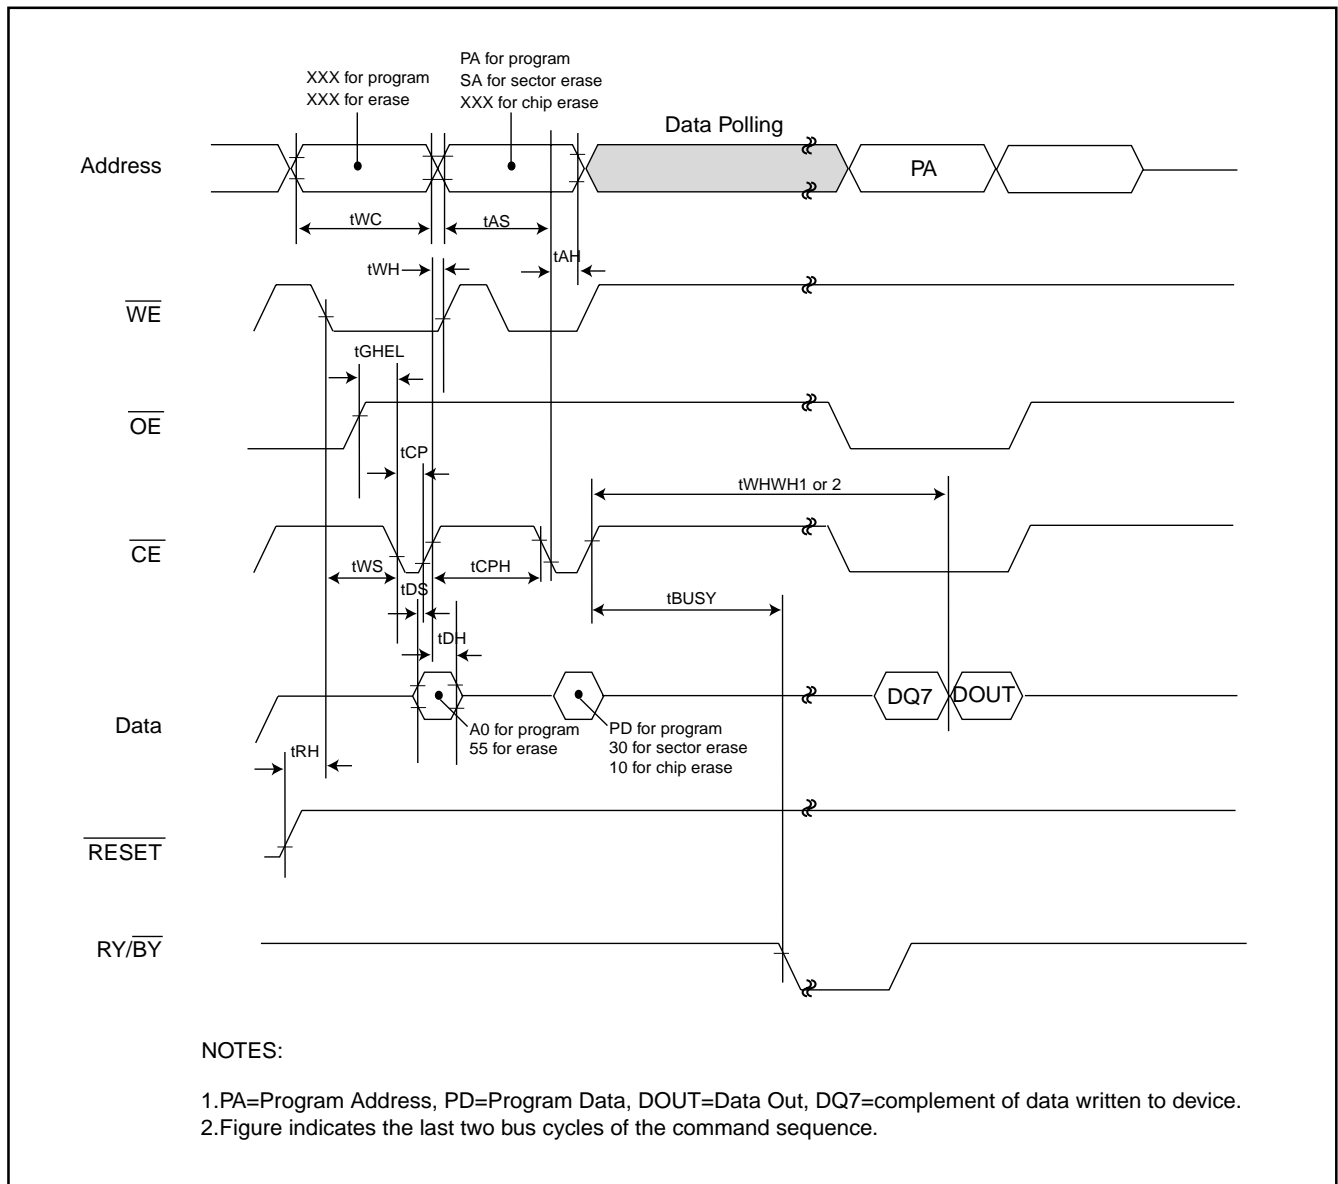 XXX for program
XXX for erase
PA for program
SA for sector erase
XXX for chip erase
Data Polling
Address
PA
tWC
tAS
tAH
tWH
WE
tGHEL
OE
tCP
tWHWH1 or 2
CE
tWS
tCPH
tDS
tBUSY
tDH
DQ7
DOUT
Data
A0 for program
55 for erase
PD for program
30 for sector erase
10 for chip erase
tRH
RESET
RY/BY
NOTES:
1.PA=Program Address, PD=Program Data, DOUT=Data Out, DQ7=complement of data written to device.
2.Figure indicates the last two bus cycles of the command sequence.